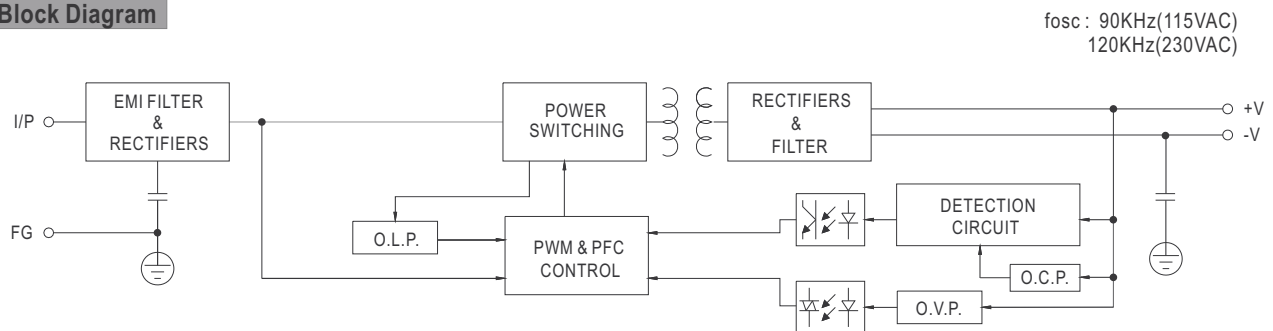 Block Diagram
fosc : 90KHz(115VAC)
120KHz(230VAC)
I/P
EMI FILTER
&
RECTIFIERS
POWER
SWITCHING
RECTIFIERS
&
FILTER
+V
-V
FG
O.L.P.
PWM & PFC
CONTROL
DETECTION
CIRCUIT
O.C.P.
O.V.P.